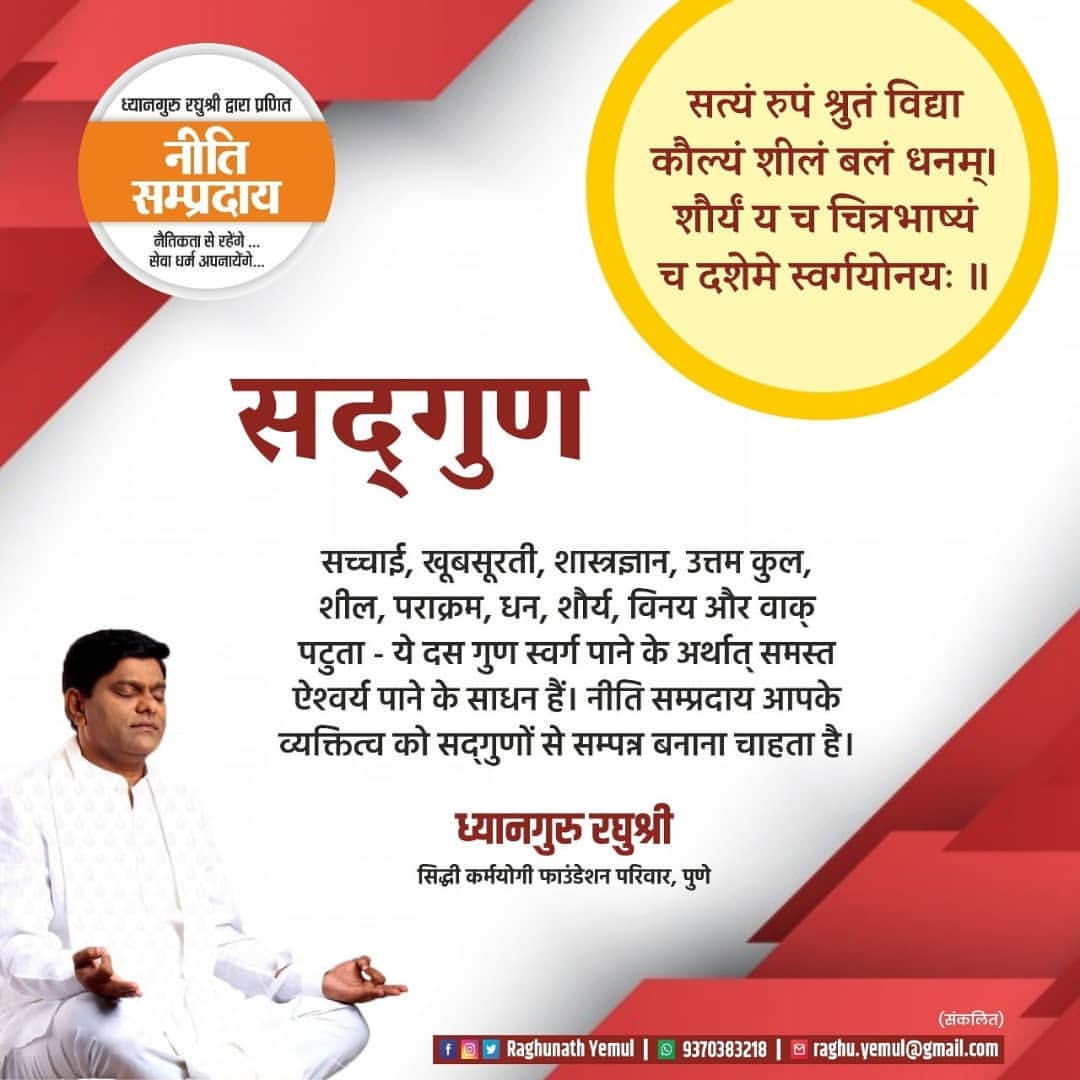 ध्यानगुरु रघुश्री द्वारा प्रणित
नीति
सम्प्रदाय
नैतिकता से रहेंगे ...
सेवा धर्म अपनायेंगे...
सत्यं रुपं श्रुतं विद्या
कौल्यं शीलं बलं धनम्।
शौर्यं य च चित्रभाष्यं
च दशेमे स्वर्गयोनयः ॥
सद्‌गुण
सच्चाई, खूबसूरती, शास्त्रज्ञान, उत्तम कुल,
शील, पराक्रम, धन, शौर्य, विनय और वाक्
पटुता - ये दस गुण स्वर्ग पाने के अर्थात् समस्त
ऐश्वर्य पाने के साधन हैं। नीति सम्प्रदाय आपके
व्यक्तित्व को सद्‌गुणों से सम्पन्न बनाना चाहता है।
ध्यानगुरु रघुश्री
सिद्धी कर्मयोगी फाउंडेशन परिवार, पुणे
(संकलित)
Raghunath Yemul | 9370383218 | raghu.yemul@gmail.com